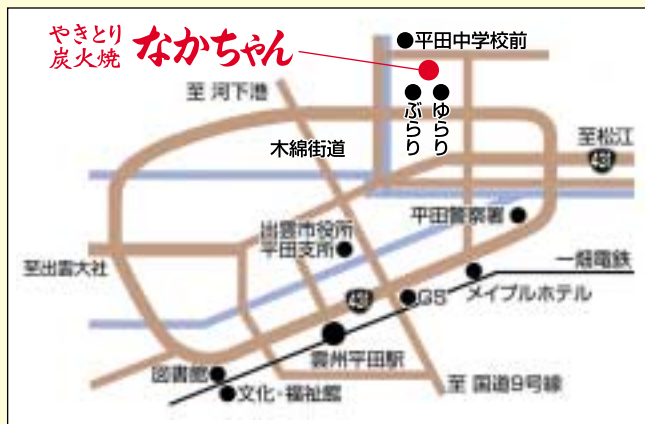 やきとり
炭火焼
なかちゃん
平田中学校前
至 河下港
ぶらり
ゆらり
木綿街道
至松江
431
平田警察署
出雲市役所
平田支所
至出雲大社
一畑電鉄
431
GS
メイプルホテル
雲州平田駅
図書館
至 国道9号線
文化・福祉館